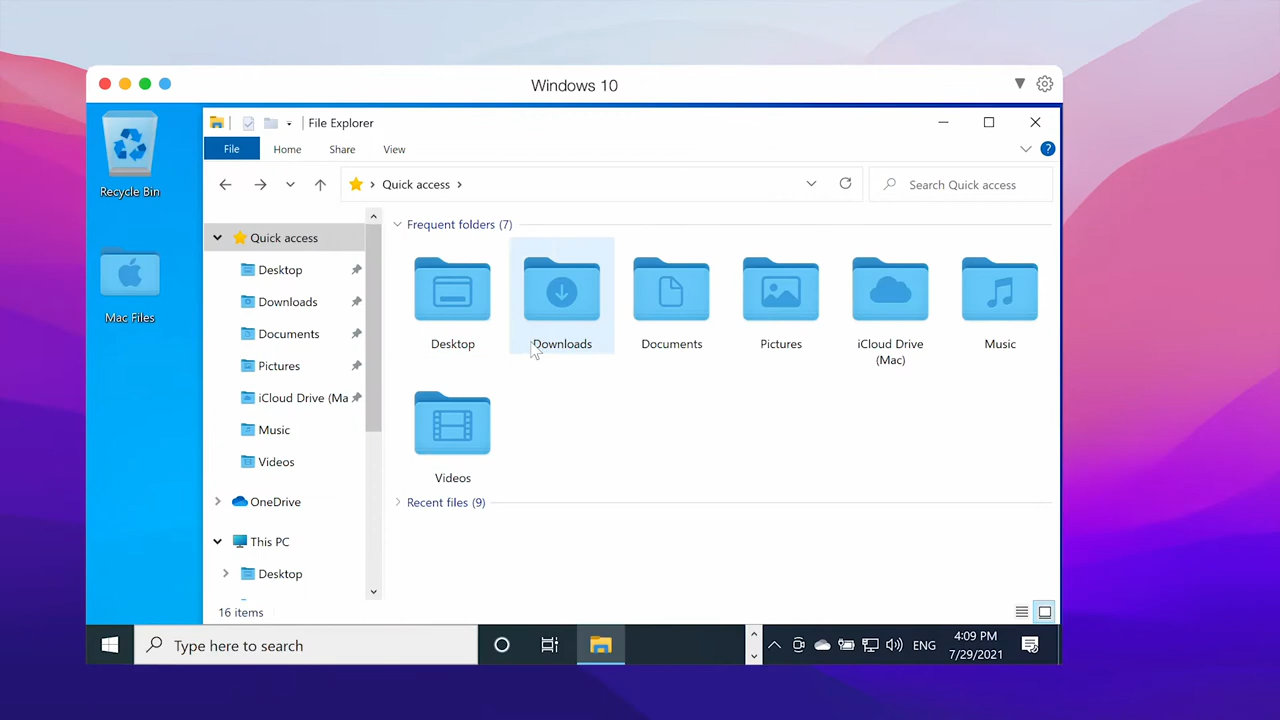 Windows 10
Recycle Bin
Mac Files
File Explorer
File
Home
Share
View
?
Quick access
Search Quick access
Quick access
Desktop
Downloads
Documents
Pictures
iCloud Drive (Ma
Music
Videos
OneDrive
This PC
Desktop
Frequent folders (7)
Desktop
Downloads
Documents
Pictures
iCloud Drive
(Mac)
Music
Videos
Recent files (9)
16 items
Type here to search
ENG
4:09 PM
7/29/2021